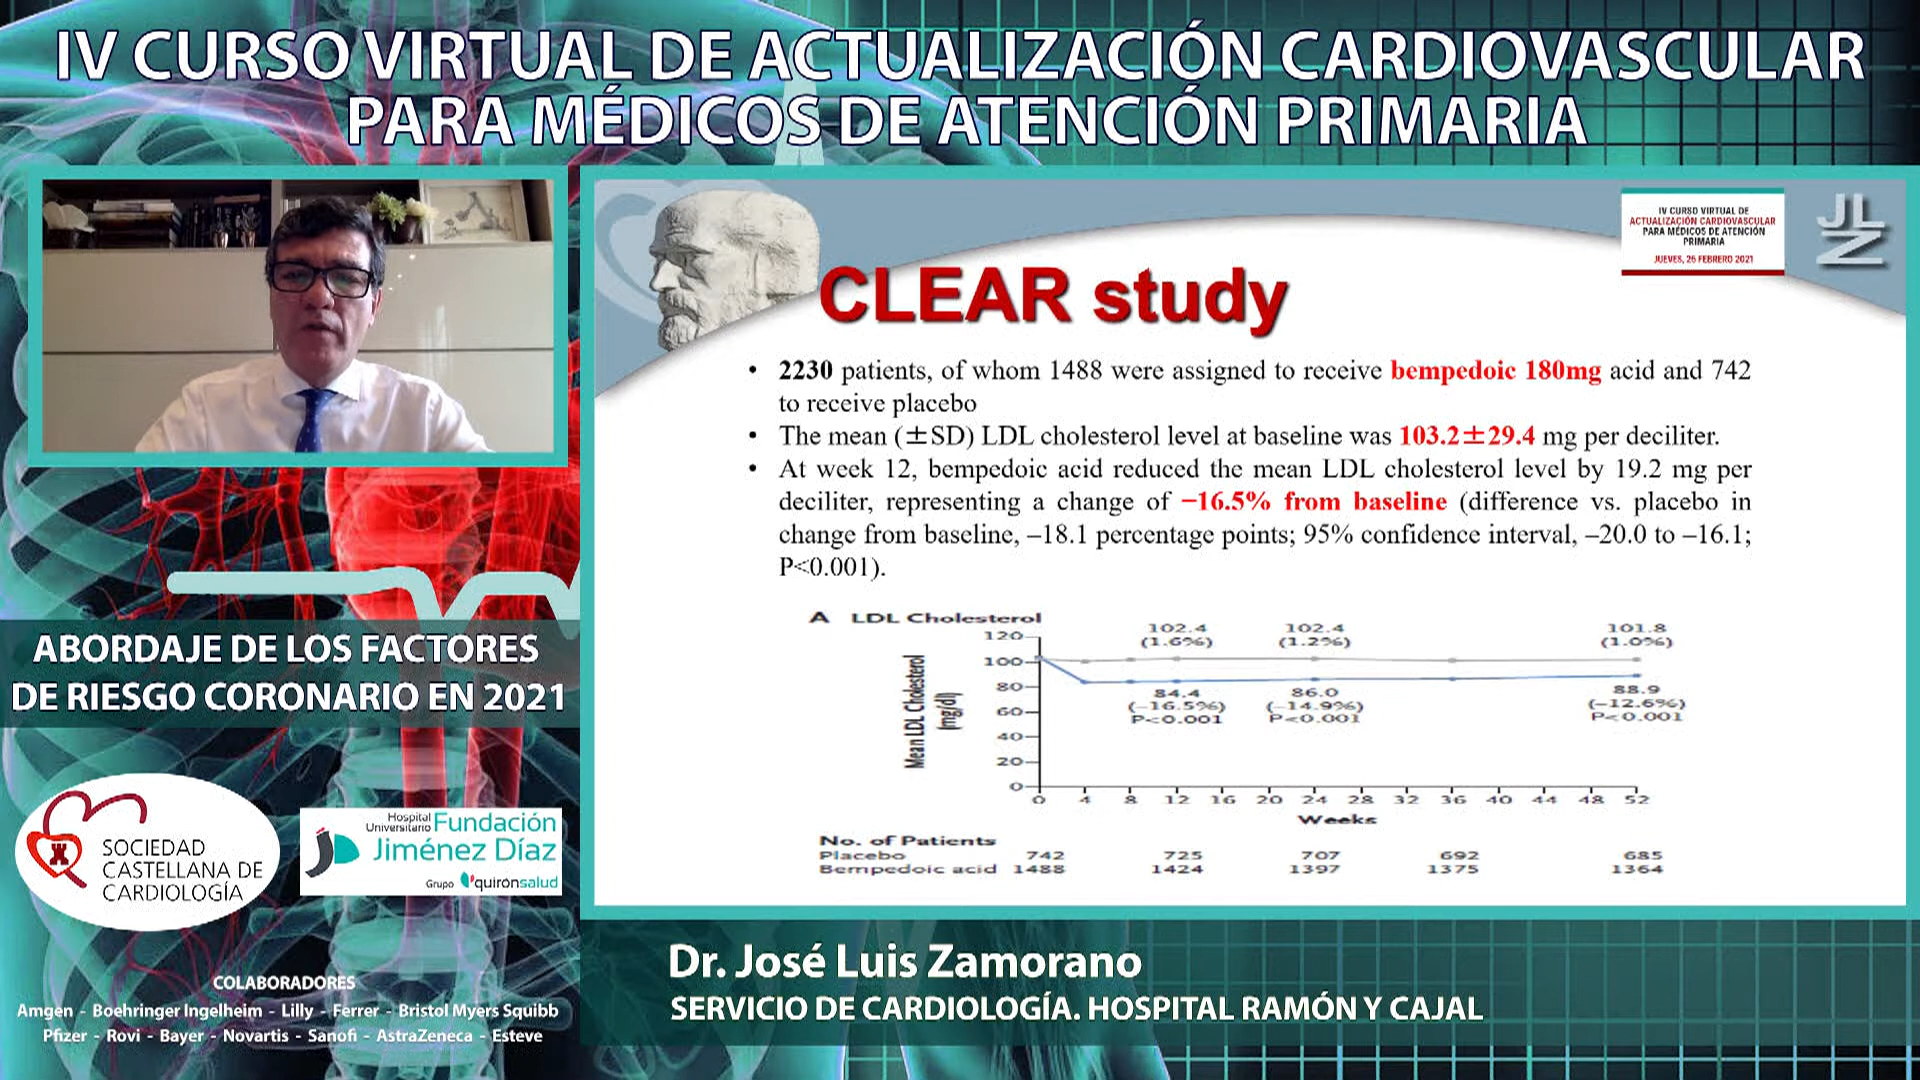 IV CURSO VIRTUAL DE ACTUALIZACIÓN CARDIOVASCULAR
PARA MÉDICOS DE ATENCIÓN PRIMARIA
IV CURSO VIRTUAL DE
ACTUALIZACIÓN CARDIOVASCULAR
PARA MÉDICOS DE ATENCIÓN
PRIMARIA
JUEVES, 25 FEBRERO 2021
JLZ
CLEAR study
• 2230 patients, of whom 1488 were assigned to receive bempedoic 180mg acid and 742
to receive placebo
• The mean (±SD) LDL cholesterol level at baseline was 103.2±29.4 mg per deciliter.
• At week 12, bempedoic acid reduced the mean LDL cholesterol level by 19.2 mg per
deciliter, representing a change of −16.5% from baseline (difference vs. placebo in
change from baseline, –18.1 percentage points; 95% confidence interval, –20.0 to –16.1;
P<0.001).
A LDL Cholesterol
Mean LDL Cholesterol
(mg/dl)
120
100
80
60
40
20
0
102.4 102.4 101.8
(1.6%) (1.2%) (1.0%)
84.4 86.0 88.9
(−16.5%) (−14.9%) (−12.6%)
P<0.001 P<0.001 P<0.001
0 4 8 12 16 20 24 28 32 36 40 44 48 52
Weeks
No. of Patients
Placebo 742 725 707 692 685
Bempedoic acid 1488 1424 1397 1375 1364
ABORDAJE DE LOS FACTORES
DE RIESGO CORONARIO EN 2021
SOCIEDAD
CASTELLANA DE
CARDIOLOGÍA
Hospital
Universitario Fundación
Jiménez Díaz
Grupo quirónsalud
COLABORADORES
Amgen - Boehringer Ingelheim - Lilly - Ferrer - Bristol Myers Squibb
Pfizer - Rovi - Bayer - Novartis - Sanofi - AstraZeneca - Esteve
Dr. José Luis Zamorano
SERVICIO DE CARDIOLOGÍA. HOSPITAL RAMÓN Y CAJAL